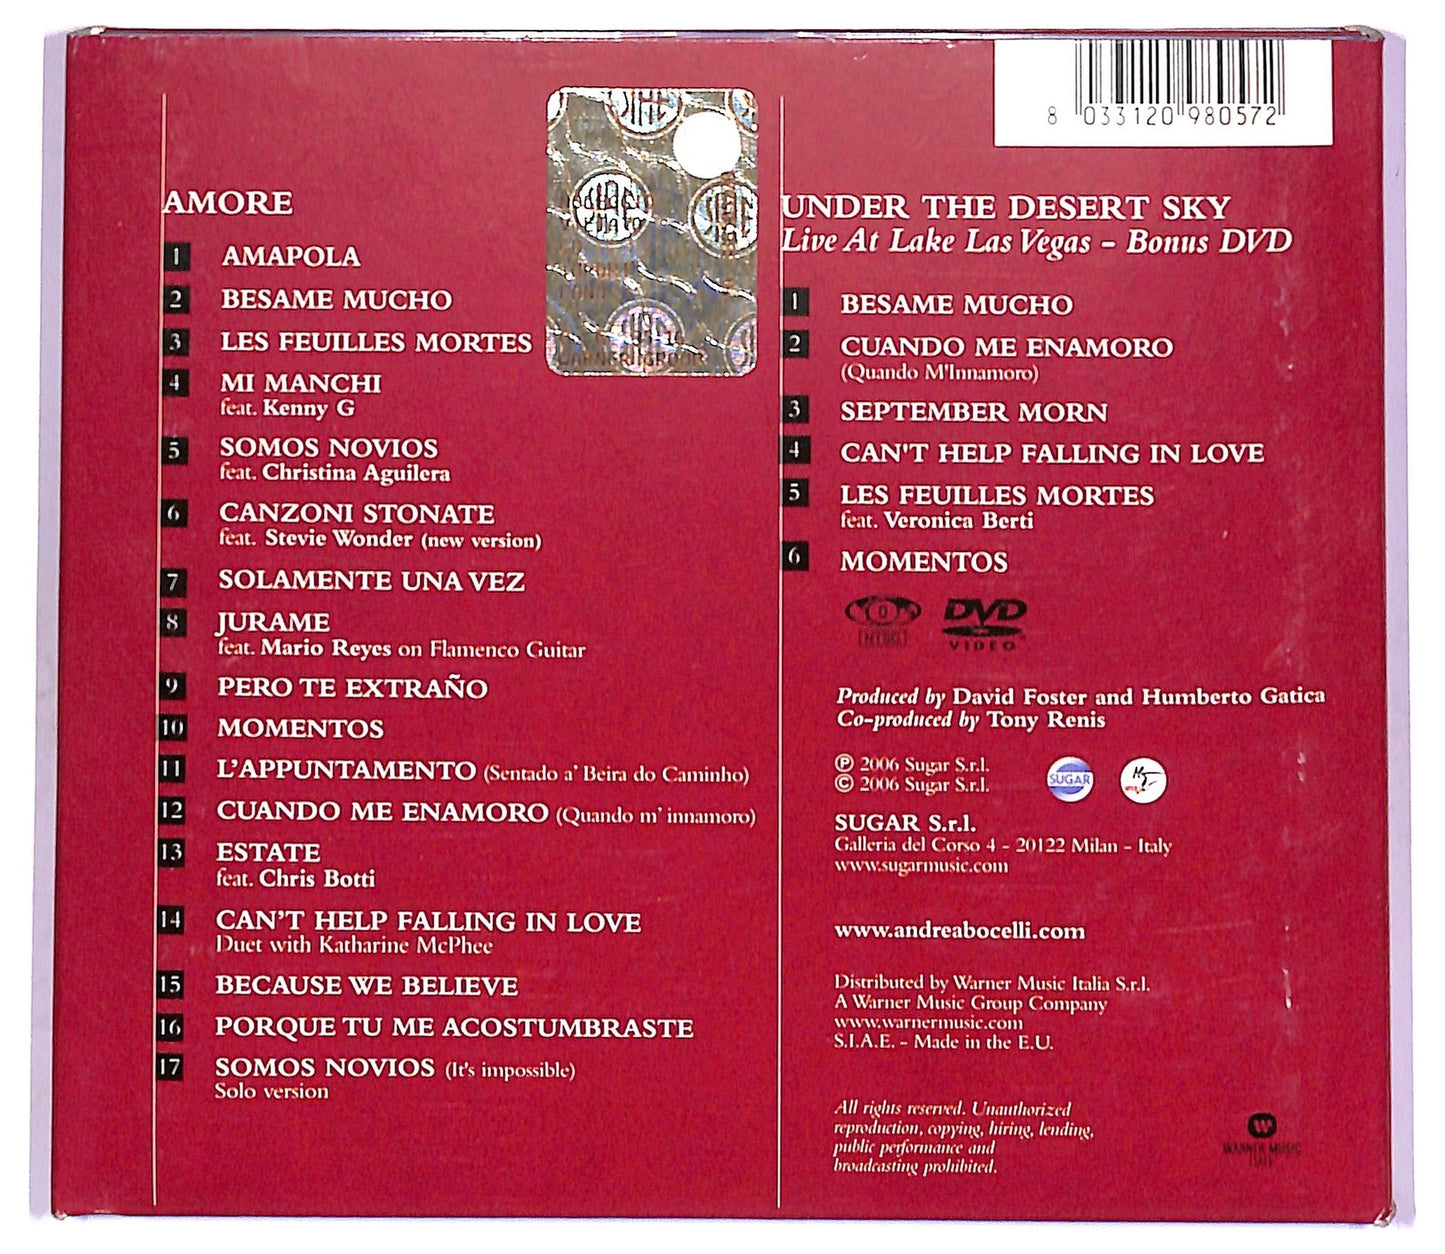 AMORE
1 AMAPOLA
2 BESAME MUCHO
3 LES FEUILLES MORTES
4 MI MANCHI
feat. Kenny G
5 SOMOS NOVIOS
feat. Christina Aguilera
6 CANZONI STONATE
feat. Stevie Wonder (new version)
7 SOLAMENTE UNA VEZ
8 JURAME
feat. Mario Reyes on Flamenco Guitar
9 PERO TE EXTRAÑO
10 MOMENTOS
11 L'APPUNTAMENTO (Sentado a' Beira do Caminho)
12 CUANDO ME ENAMORO (Quando m' innamoro)
13 ESTATE
feat. Chris Botti
14 CAN'T HELP FALLING IN LOVE
Duet with Katharine McPhee
15 BECAUSE WE BELIEVE
16 PORQUE TU ME ACOSTUMBRASTE
17 SOMOS NOVIOS (It's impossible)
Solo version
8 033120 980572
UNDER THE DESERT SKY
Live At Lake Las Vegas - Bonus DVD
1 BESAME MUCHO
2 CUANDO ME ENAMORO
(Quando M'Innamoro)
3 SEPTEMBER MORN
4 CAN'T HELP FALLING IN LOVE
5 LES FEUILLES MORTES
feat. Veronica Berti
6 MOMENTOS
0 NTSC DVD VIDEO
Produced by David Foster and Humberto Gatica
Co-produced by Tony Renis
℗ 2006 Sugar S.r.l.
© 2006 Sugar S.r.l.
SUGAR
SUGAR S.r.l.
Galleria del Corso 4 - 20122 Milan - Italy
www.sugarmusic.com
www.andreabocelli.com
Distributed by Warner Music Italia S.r.l.
A Warner Music Group Company
www.warnermusic.com
S.I.A.E. - Made in the E.U.
All rights reserved. Unauthorized
reproduction, copying, hiring, lending,
public performance and
broadcasting prohibited.
WARNER MUSIC
ITALY